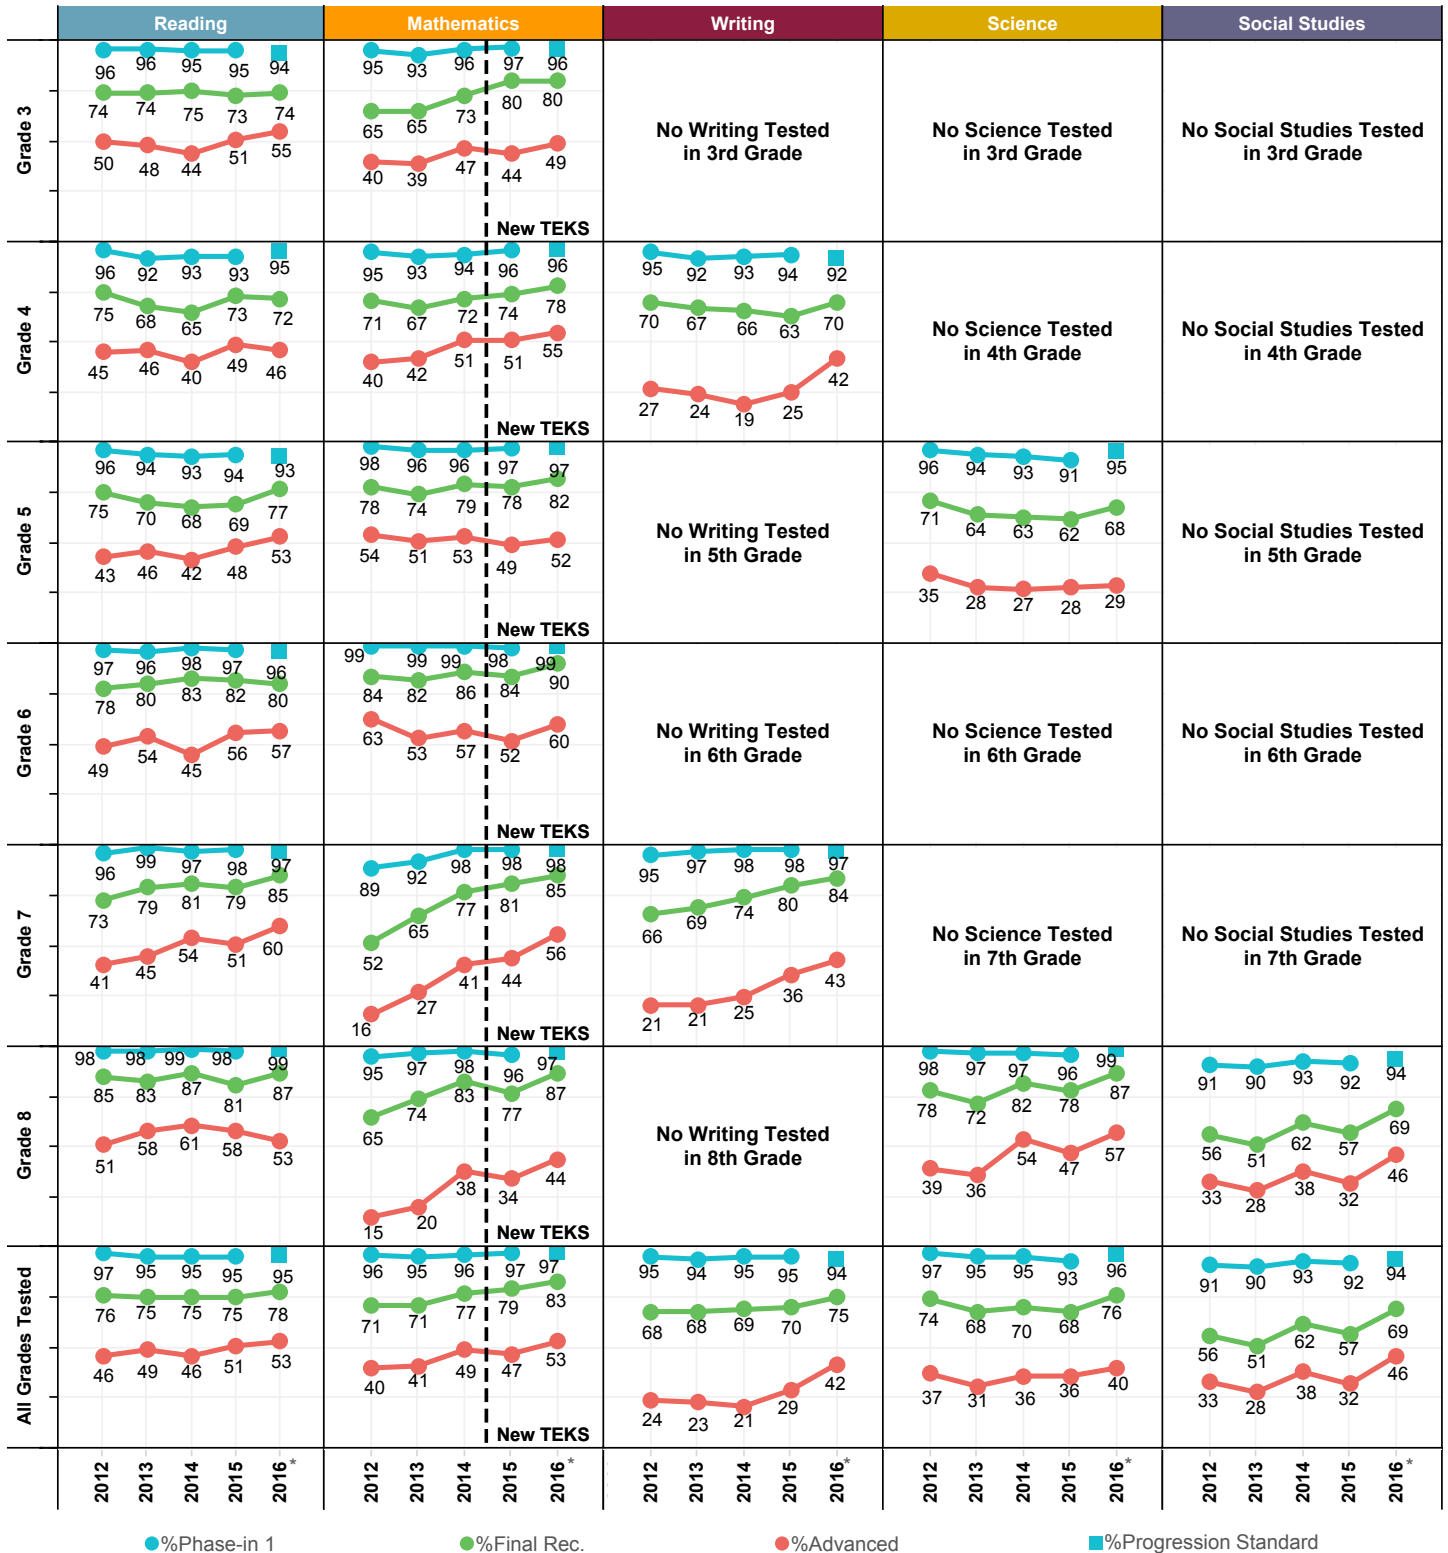 Reading Mathematics Writing Science Social Studies
Grade 3
96 96 95 95 94
74 74 75 73 74
50 48 44 51 55
95 93 96 97 96
65 65 73 80 80
40 39 47 44 49
New TEKS
No Writing Tested
in 3rd Grade
No Science Tested
in 3rd Grade
No Social Studies Tested
in 3rd Grade
Grade 4
96 92 93 93 95
75 68 65 73 72
45 46 40 49 46
95 93 94 96 96
71 67 72 74 78
40 42 51 51 55
New TEKS
95 92 93 94 92
70 67 66 63 70
27 24 19 25 42
No Science Tested
in 4th Grade
No Social Studies Tested
in 4th Grade
Grade 5
96 94 93 94 93
75 70 68 69 77
43 46 42 48 53
98 96 96 97 97
78 74 79 78 82
54 51 53 49 52
New TEKS
No Writing Tested
in 5th Grade
96 94 93 91 95
71 64 63 62 68
35 28 27 28 29
No Social Studies Tested
in 5th Grade
Grade 6
97 96 98 97 96
78 80 83 82 80
49 54 45 56 57
99 99 99 98 99
84 82 86 84 90
63 53 57 52 60
New TEKS
No Writing Tested
in 6th Grade
No Science Tested
in 6th Grade
No Social Studies Tested
in 6th Grade
Grade 7
96 99 97 98 97
73 79 81 79 85
41 45 54 51 60
89 92 98 98 98
52 65 77 81 85
16 27 41 44 56
New TEKS
95 97 98 98 97
66 69 74 80 84
21 21 25 36 43
No Science Tested
in 7th Grade
No Social Studies Tested
in 7th Grade
Grade 8
98 98 99 98 99
85 83 87 81 87
51 58 61 58 53
95 97 98 96 97
65 74 83 77 87
15 20 38 34 44
New TEKS
No Writing Tested
in 8th Grade
98 97 97 96 99
78 72 82 78 87
39 36 54 47 57
91 90 93 92 94
56 51 62 57 69
33 28 38 32 46
All Grades Tested
97 95 95 95 95
76 75 75 75 78
46 49 46 51 53
96 95 96 97 97
71 71 77 79 83
40 41 49 47 53
New TEKS
95 94 95 95 94
68 68 69 70 75
24 23 21 29 42
97 95 95 93 96
74 68 70 68 76
37 31 36 36 40
91 90 93 92 94
56 51 62 57 69
33 28 38 32 46
2012 2013 2014 2015 2016* 2012 2013 2014 2015 2016* 2012 2013 2014 2015 2016* 2012 2013 2014 2015 2016* 2012 2013 2014 2015 2016*
%Phase-in 1 %Final Rec. %Advanced %Progression Standard